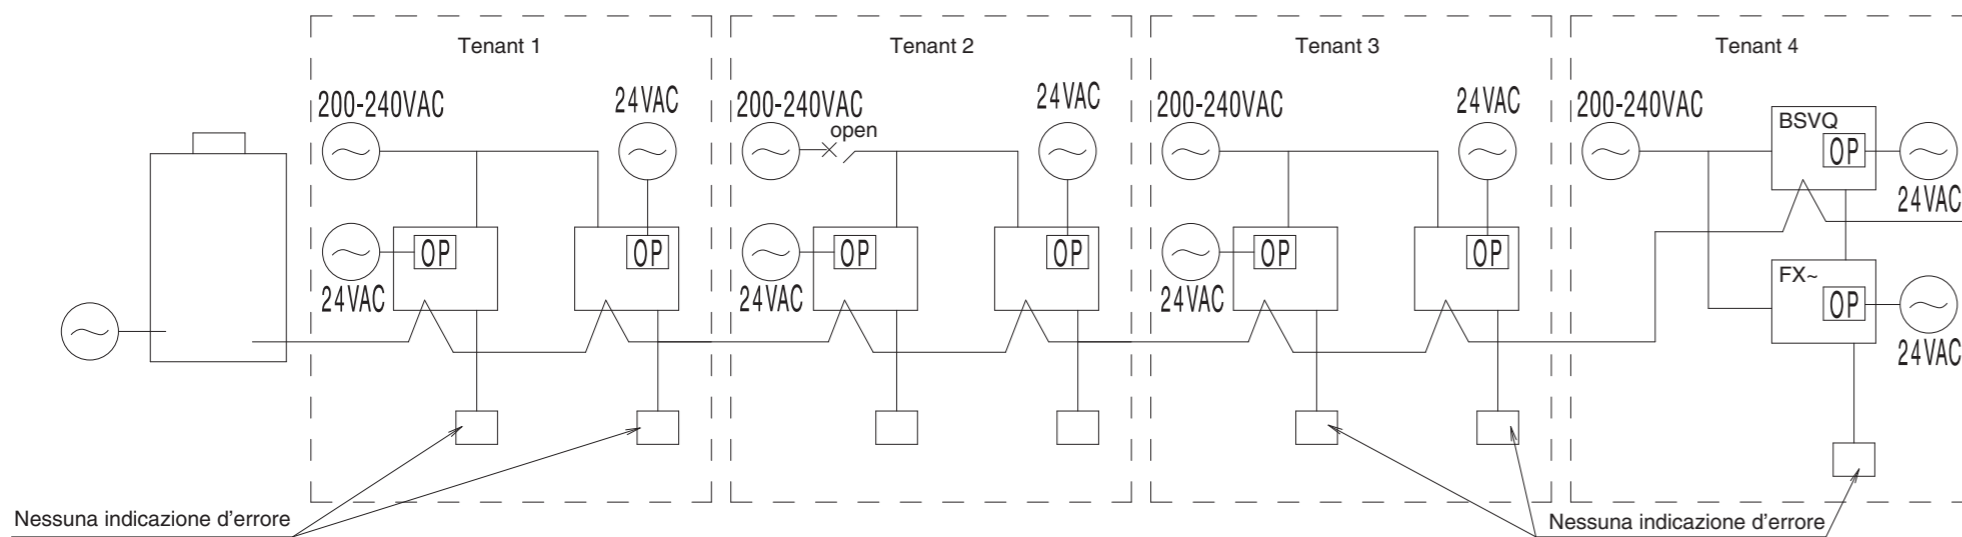 Tenant 1
200-240VAC
24VAC
OP
OP
24VAC
Tenant 2
200-240VAC
open
24VAC
OP
OP
24VAC
Tenant 3
200-240VAC
24VAC
OP
OP
24VAC
Tenant 4
200-240VAC
BSVQ
OP
24VAC
FX~
OP
24VAC
Nessuna indicazione d’errore
Nessuna indicazione d’errore